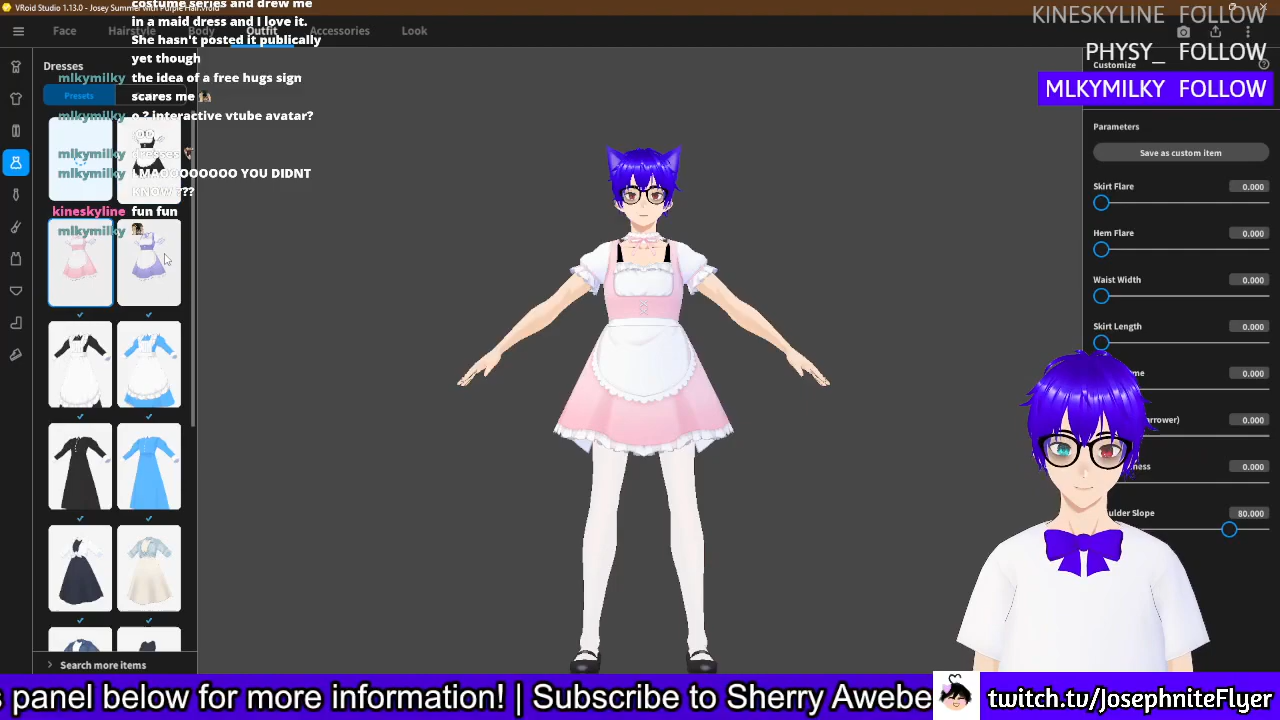 VRoid Studio 1.13.0 - Josey Summer with Purple Hair.vroid
costume series and drew me
in a maid dress and I love it.
She hasn't posted it publically
yet though
mlkymilky the idea of a free hugs sign
scares me
mlkymilky o ? interactive vtube avatar?
mlkymilky dresses
mlkymilky LMAOOOOOOOO YOU DIDNT
KNOW ???
kineskyline fun fun
mlkymilky
Face
Hairstyle
Body
Outfit
Accessories
Look
Dresses
Presets
Search more items
KINESKYLINE FOLLOW
PHYSY_ FOLLOW
MLKYMILKY FOLLOW
Customize
Parameters
Save as custom item
Skirt Flare 0.000
Hem Flare 0.000
Waist Width 0.000
Skirt Length 0.000
0.000
0.000
0.000
Slope 80.000
panel below for more information! | Subscribe to Sherry Awebe
twitch.tv/JosephniteFlyer